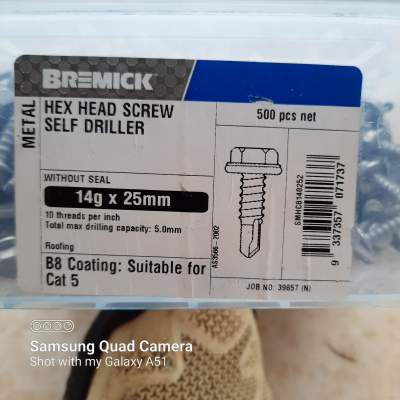 BREMICK
METAL
HEX HEAD SCREW
SELF DRILLER
500 pcs net
WITHOUT SEAL
14g x 25mm
10 threads per inch
Total max drilling capacity: 5.0mm
Roofing
B8 Coating: Suitable for
Cat 5
AS3566-2002
SMHC8140252
9 337357 071737
JOB NO: 39657 (N)
Samsung Quad Camera
Shot with my Galaxy A51